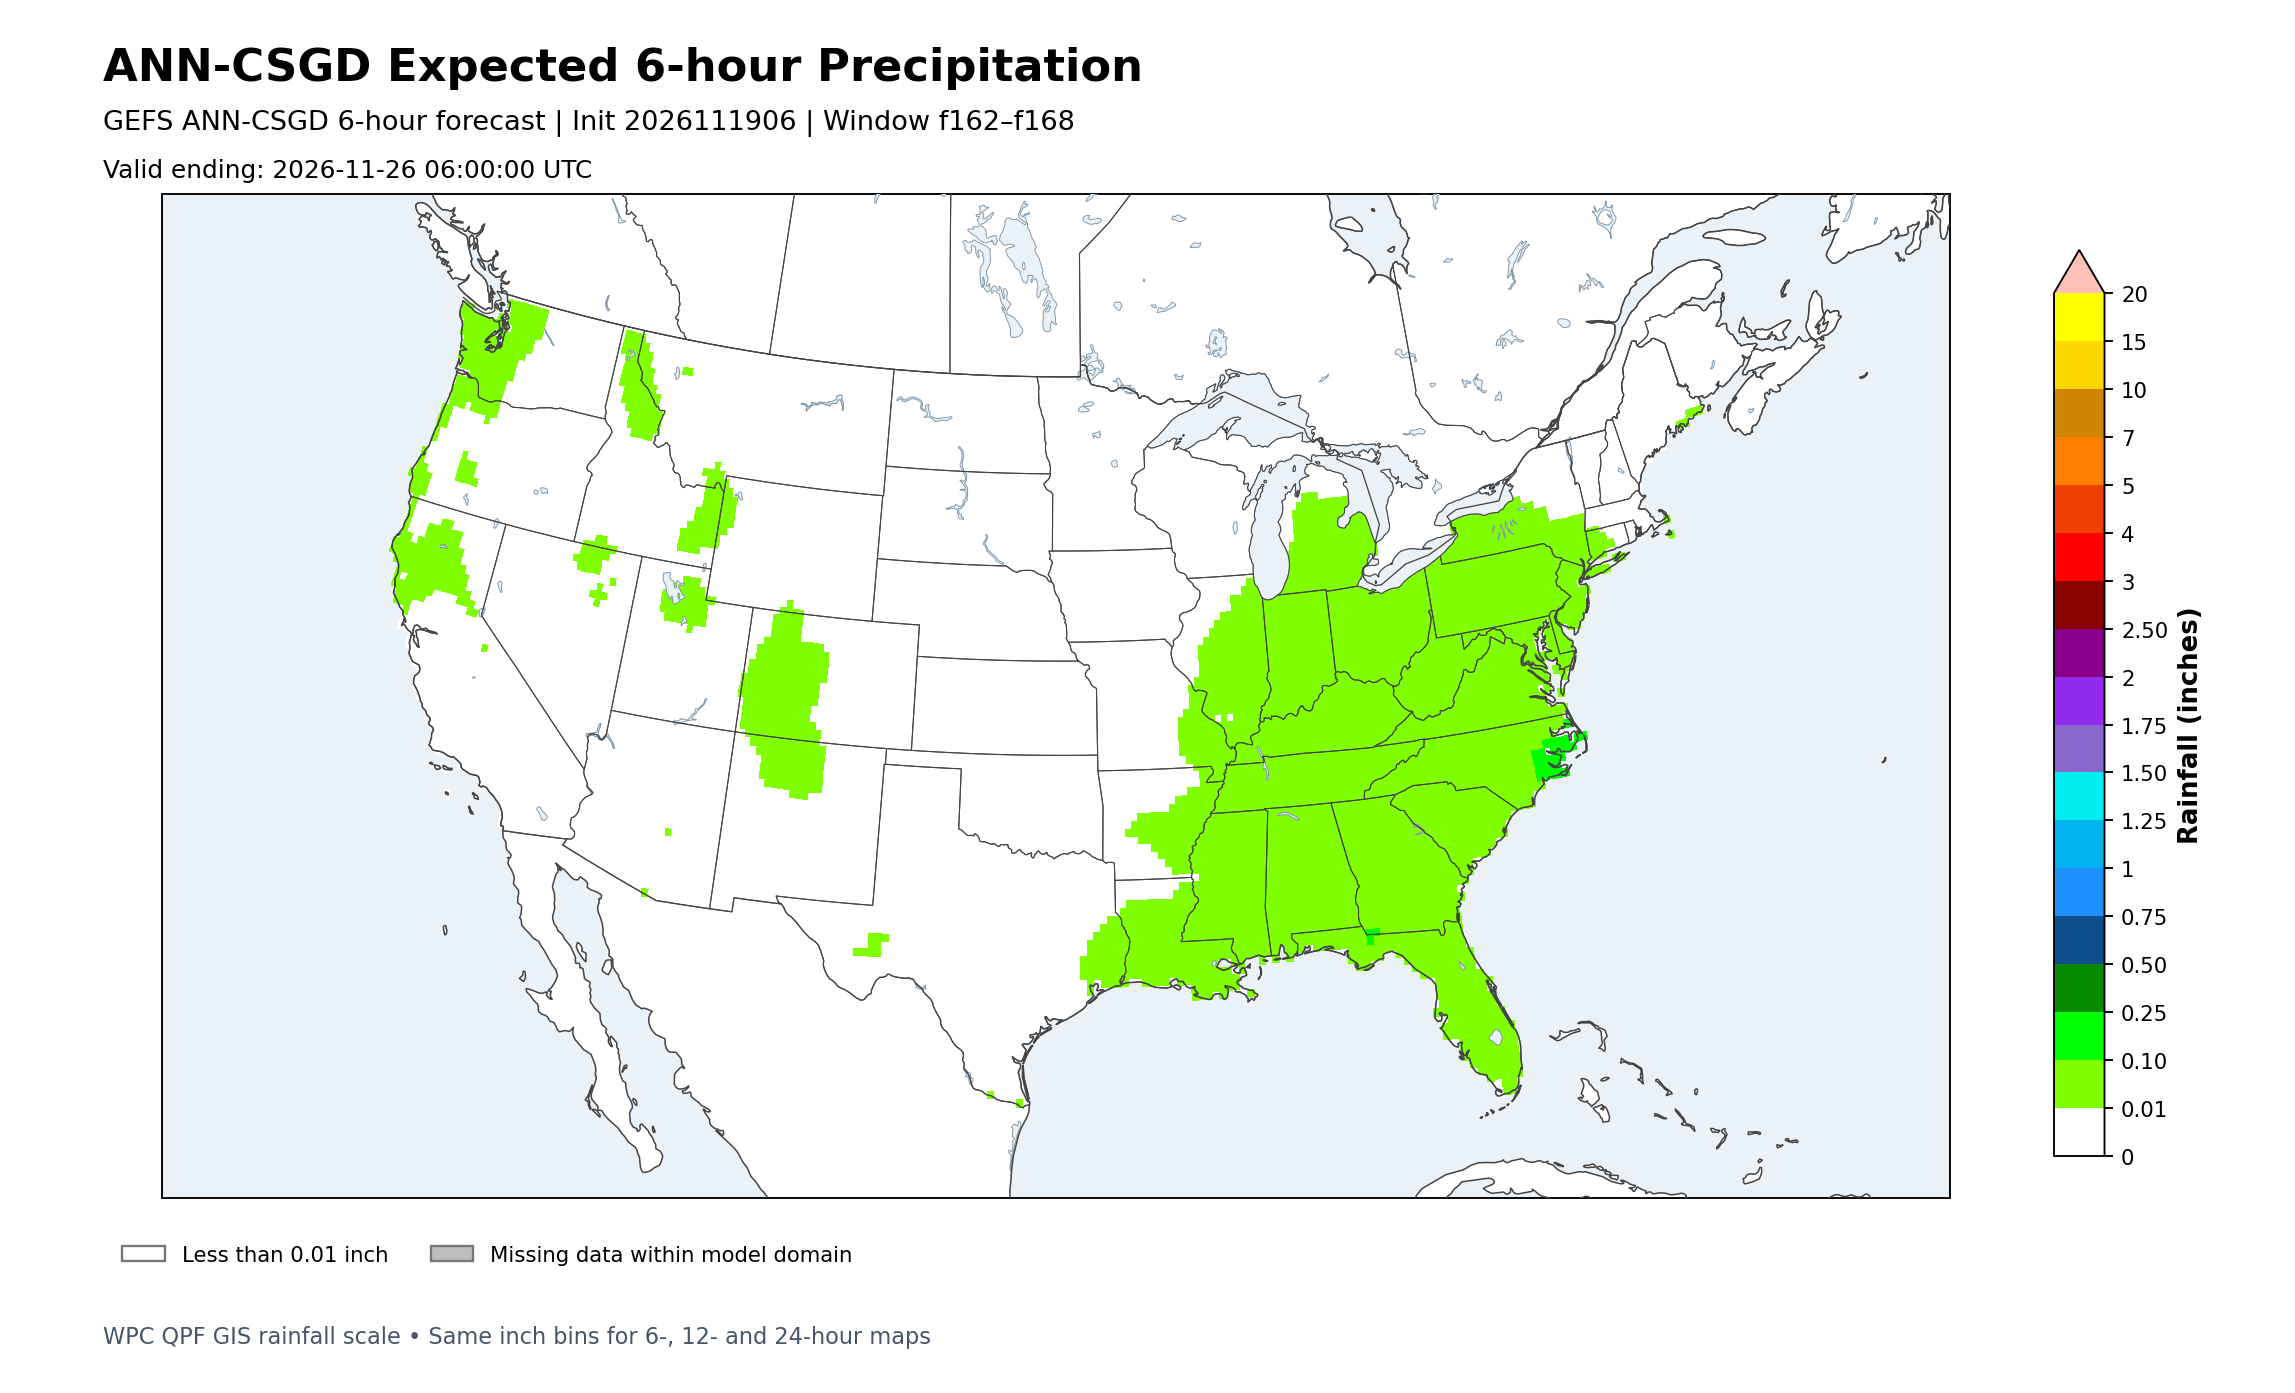 ANN-CSGD Expected 6-hour Precipitation
GEFS ANN-CSGD 6-hour forecast | Init 2026111906 | Window f162–f168
Valid ending: 2026-11-26 06:00:00 UTC
20
15
10
7
5
4
3
2.50
2
1.75
1.50
1.25
1
0.75
0.50
0.25
0.10
0.01
0
Rainfall (inches)
Less than 0.01 inch
Missing data within model domain
WPC QPF GIS rainfall scale • Same inch bins for 6-, 12- and 24-hour maps